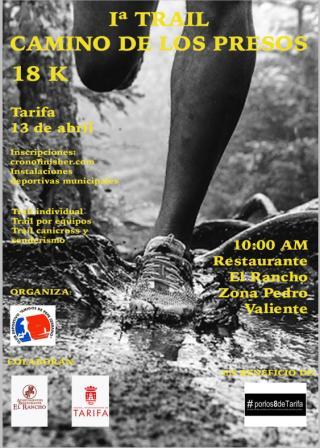 Iª TRAIL
CAMINO DE LOS PRESOS
18 K
Tarifa
13 de abril
Inscripciones:
cronofinisher.com
Instalaciones
deportivas municipales
Trail individual
Trail por equipos
Trail canicross y
senderismo
10:00 AM
Restaurante
El Rancho
Zona Pedro
Valiente
ORGANIZA:
COLABORAN:
EN BENEFICIO DE:
EL RANCHO
TARIFA
#porlos8deTarifa